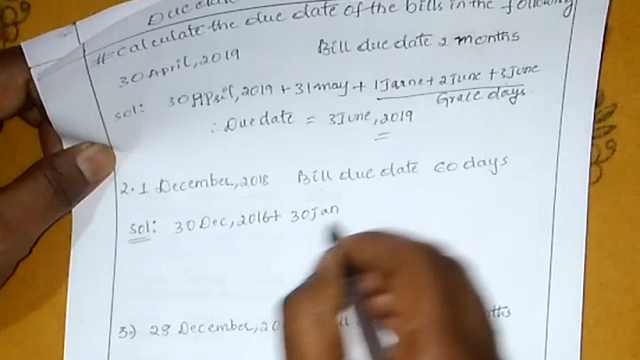 # calculate the due date of the bills in the following
30 April, 2019 Bill due date 2 months
sol: 30 April, 2019 + 31 may + 1 June + 2 June + 3 June
Grace days.
∴ Due date = 3 June, 2019
2. 1 December, 2018 Bill due date 60 days
sol: 30 Dec, 2016 + 30 Jan
3.) 28 December, 20